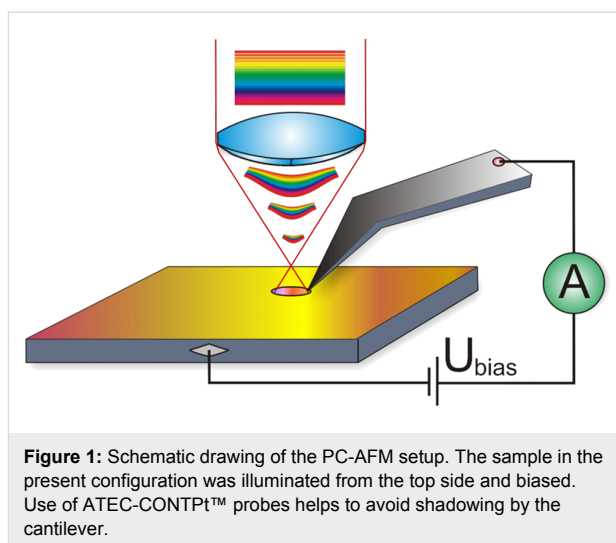 A
U bias
Figure 1: Schematic drawing of the PC-AFM setup. The sample in the
present configuration was illuminated from the top side and biased.
Use of ATEC-CONTPt™ probes helps to avoid shadowing by the
cantilever.